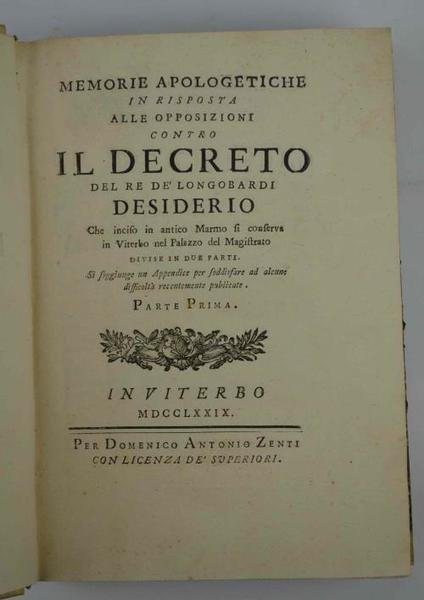 MEMORIE APOLOGETICHE
IN RISPOSTA
ALLE OPPOSIZIONI
CONTRO
IL DECRETO
DEL RE DE' LONGOBARDI
DESIDERIO
Che inciso in antico Marmo si conserva
in Viterbo nel Palazzo del Magistrato
DIVISE IN DUE PARTI.
Si soggiunge un Appendice per soddisfare ad alcune
difficoltà recentemente publicate.
PARTE PRIMA.
IN VITERBO
MDCCLXXIX.
PER DOMENICO ANTONIO ZENTI
CON LICENZA DE' SVPERIORI.